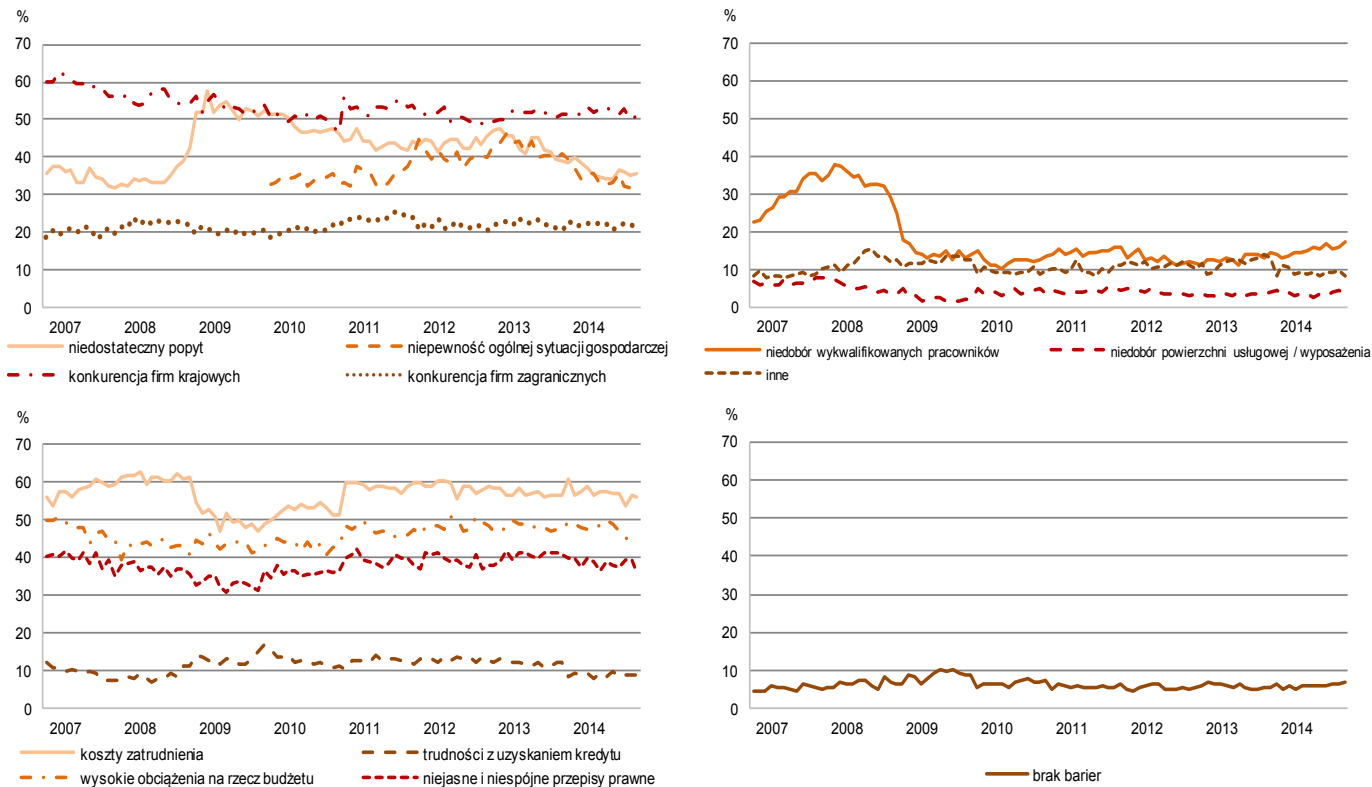 %
70
60
50
40
30
20
10
0
2007 2008 2009 2010 2011 2012 2013 2014
niedostateczny popyt
niepewność ogólnej sytuacji gospodarczej
konkurencja firm krajowych
konkurencja firm zagranicznych
%
70
60
50
40
30
20
10
0
2007 2008 2009 2010 2011 2012 2013 2014
niedobór wykwalifikowanych pracowników
niedobór powierzchni usługowej / wyposażenia
inne
%
70
60
50
40
30
20
10
0
2007 2008 2009 2010 2011 2012 2013 2014
koszty zatrudnienia
trudności z uzyskaniem kredytu
wysokie obciążenia na rzecz budżetu
niejasne i niespójne przepisy prawne
%
70
60
50
40
30
20
10
0
2007 2008 2009 2010 2011 2012 2013 2014
brak barier